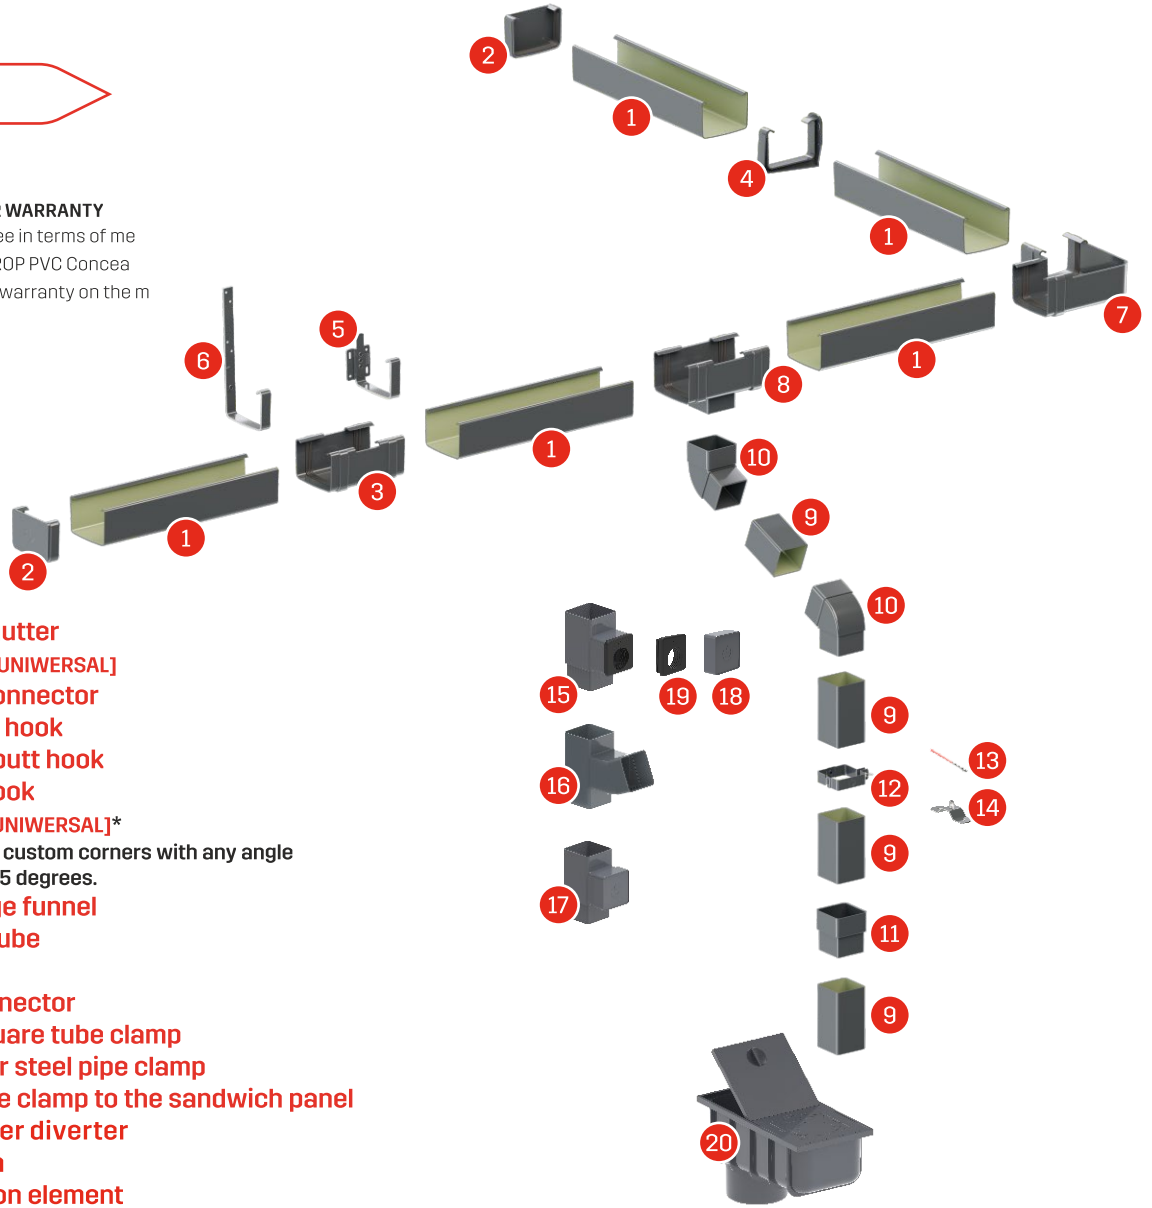 2
1
4
1
7
R WARRANTY
ee in terms of me
ROP PVC Concea
warranty on the m
5
6
1
8
1
3
1
2
10
9
10
15
19
18
9
13
12
14
16
9
17
11
9
20
utter
UNIWERSAL]
onnector
hook
outt hook
ook
UNIWERSAL]*
custom corners with any angle
5 degrees.
ge funnel
ube
nector
uare tube clamp
r steel pipe clamp
e clamp to the sandwich panel
er diverter
on element